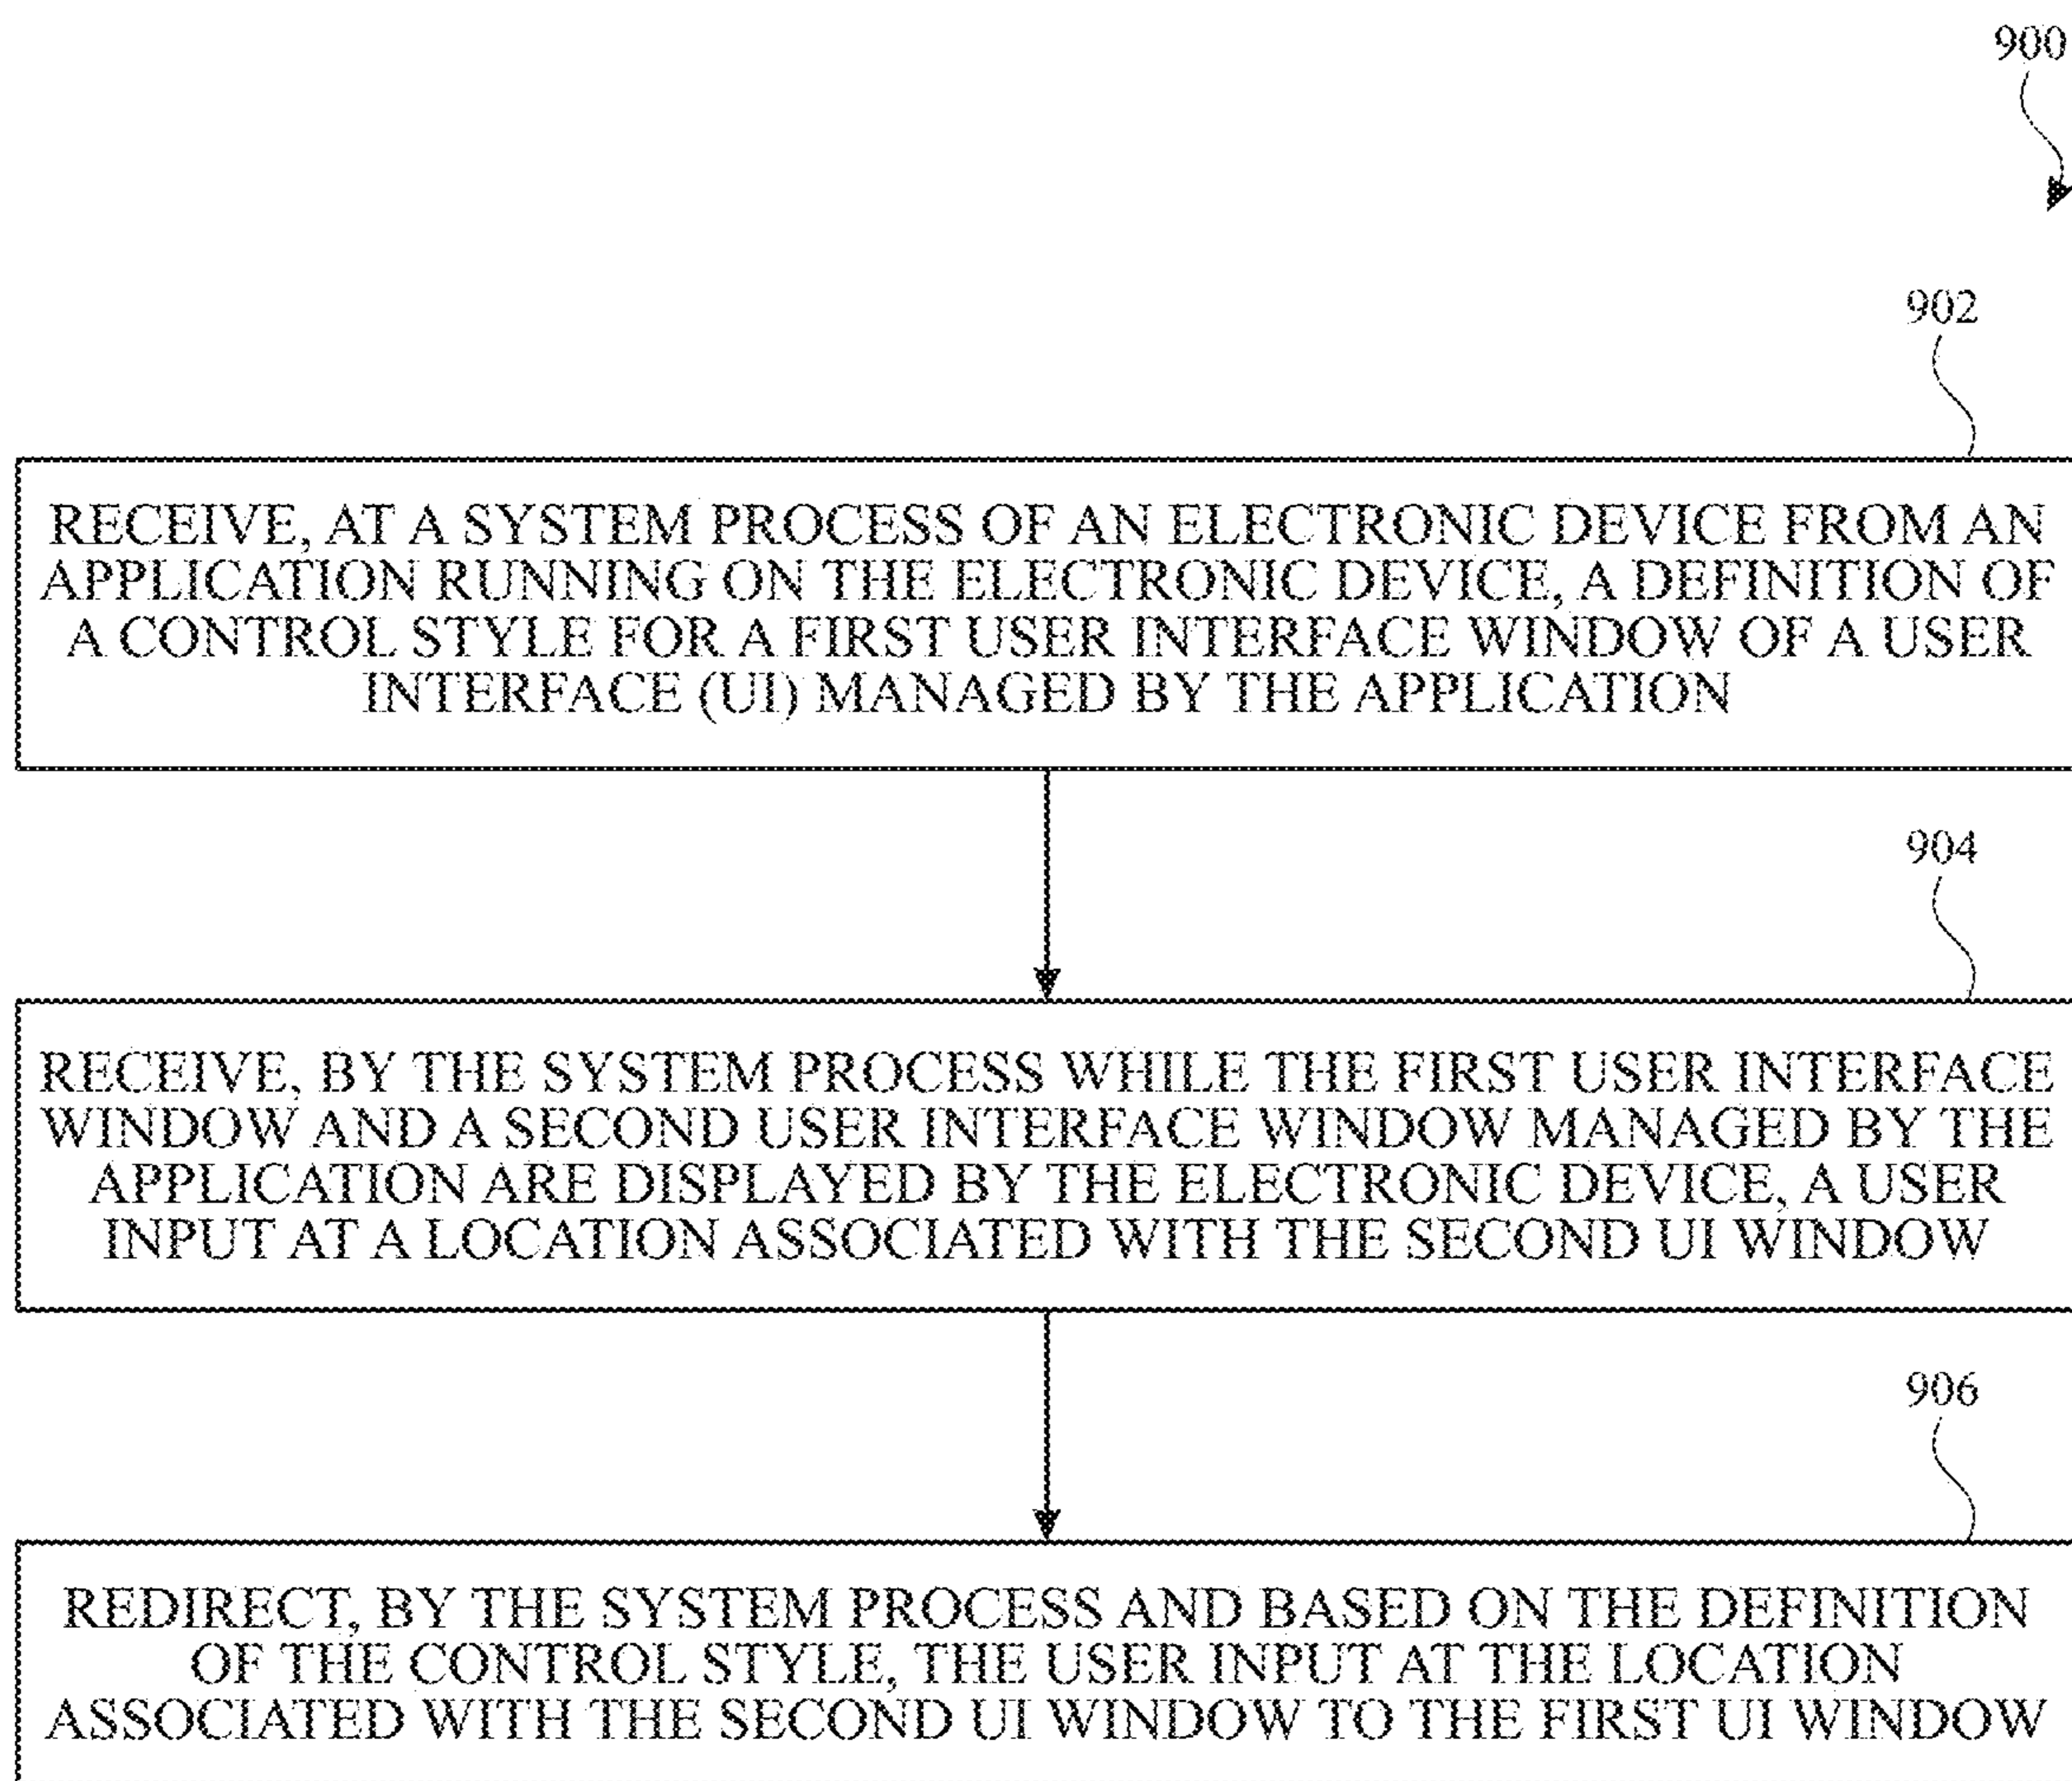 900
902
RECEIVE, AT A SYSTEM PROCESS OF AN ELECTRONIC DEVICE FROM AN
APPLICATION RUNNING ON THE ELECTRONIC DEVICE, A DEFINITION OF
A CONTROL STYLE FOR A FIRST USER INTERFACE WINDOW OF A USER
INTERFACE (UI) MANAGED BY THE APPLICATION
904
RECEIVE, BY THE SYSTEM PROCESS WHILE THE FIRST USER INTERFACE
WINDOW AND A SECOND USER INTERFACE WINDOW MANAGED BY THE
APPLICATION ARE DISPLAYED BY THE ELECTRONIC DEVICE, A USER
INPUT AT A LOCATION ASSOCIATED WITH THE SECOND UI WINDOW
906
REDIRECT, BY THE SYSTEM PROCESS AND BASED ON THE DEFINITION
OF THE CONTROL STYLE, THE USER INPUT AT THE LOCATION
ASSOCIATED WITH THE SECOND UI WINDOW TO THE FIRST UI WINDOW